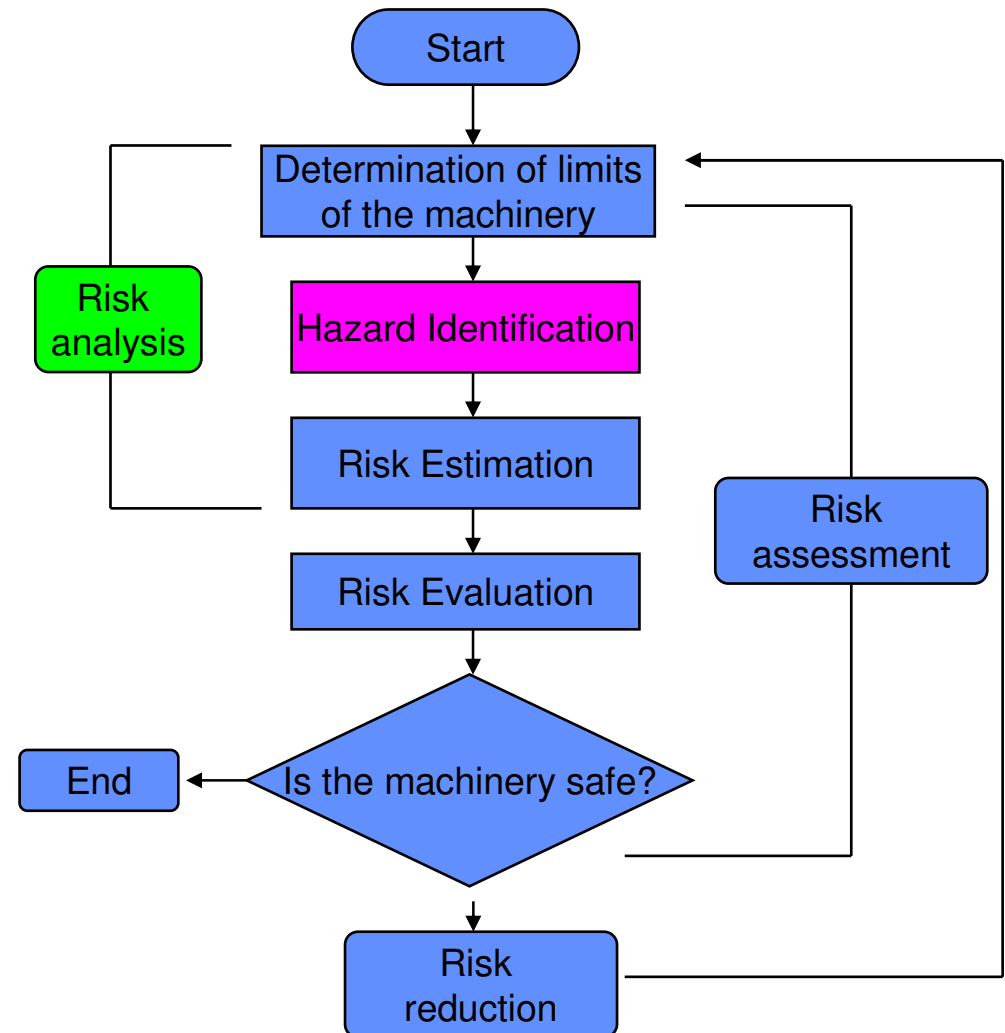 Start
Determination of limits
of the machinery
Risk
analysis
Hazard Identification
Risk Estimation
Risk
assessment
Risk Evaluation
Is the machinery safe?
End
Risk
reduction